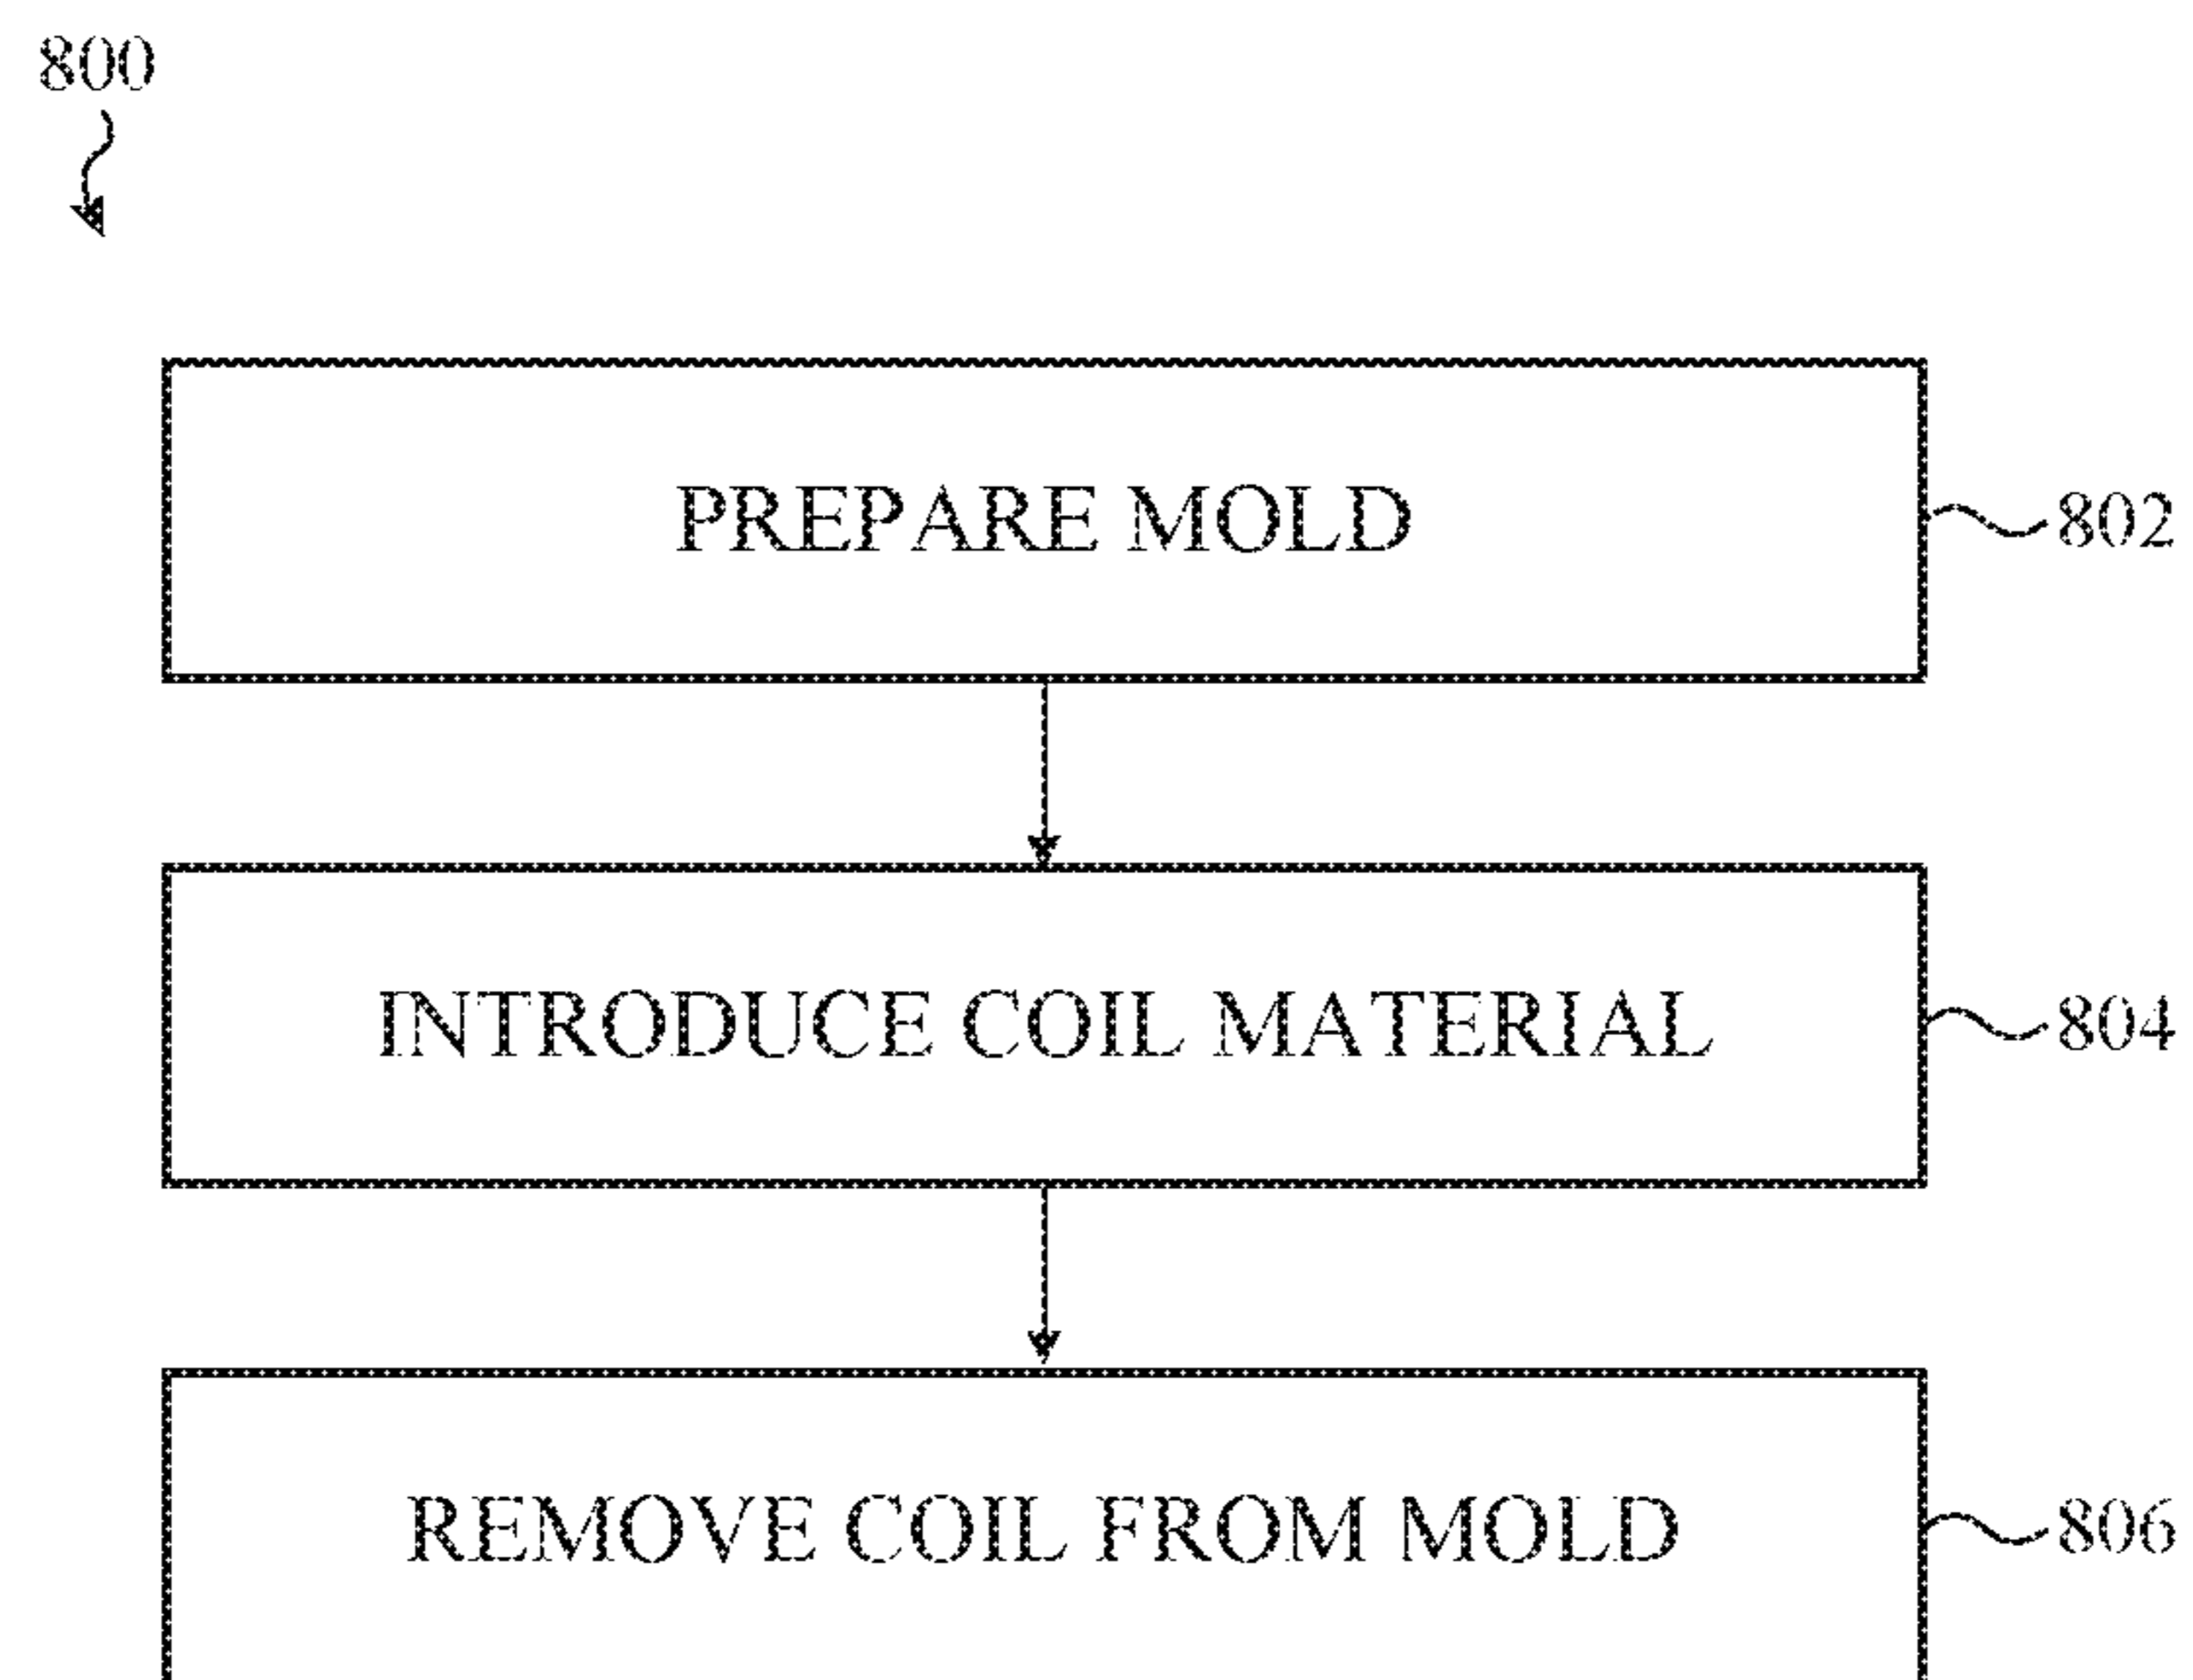 800
PREPARE MOLD
802
INTRODUCE COIL MATERIAL
804
REMOVE COIL FROM MOLD
806